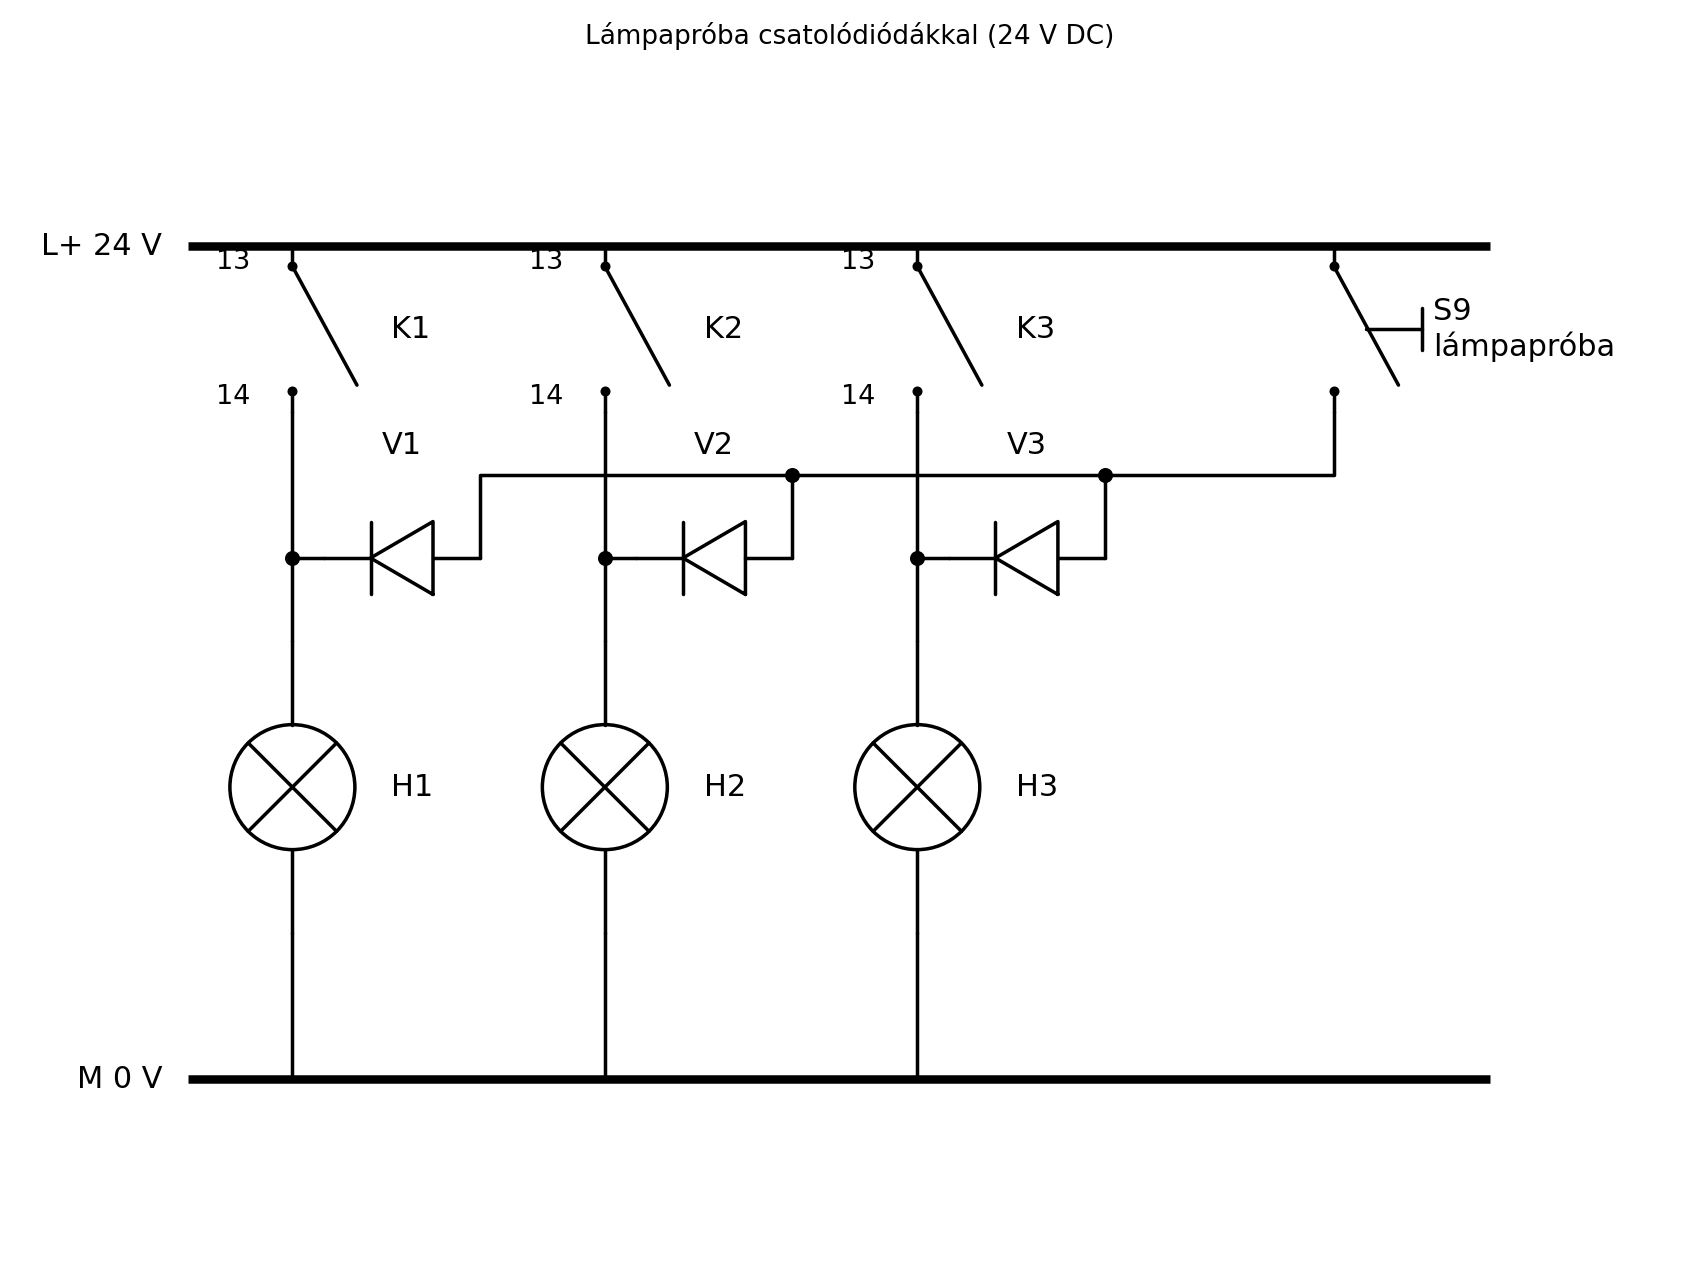 Lámpapróba csatolódiódákkal (24 V DC)
L+ 24 V
13
13
13
K1
K2
K3
S9
lámpapróba
14
14
14
V1
V2
V3
H1
H2
H3
M 0 V